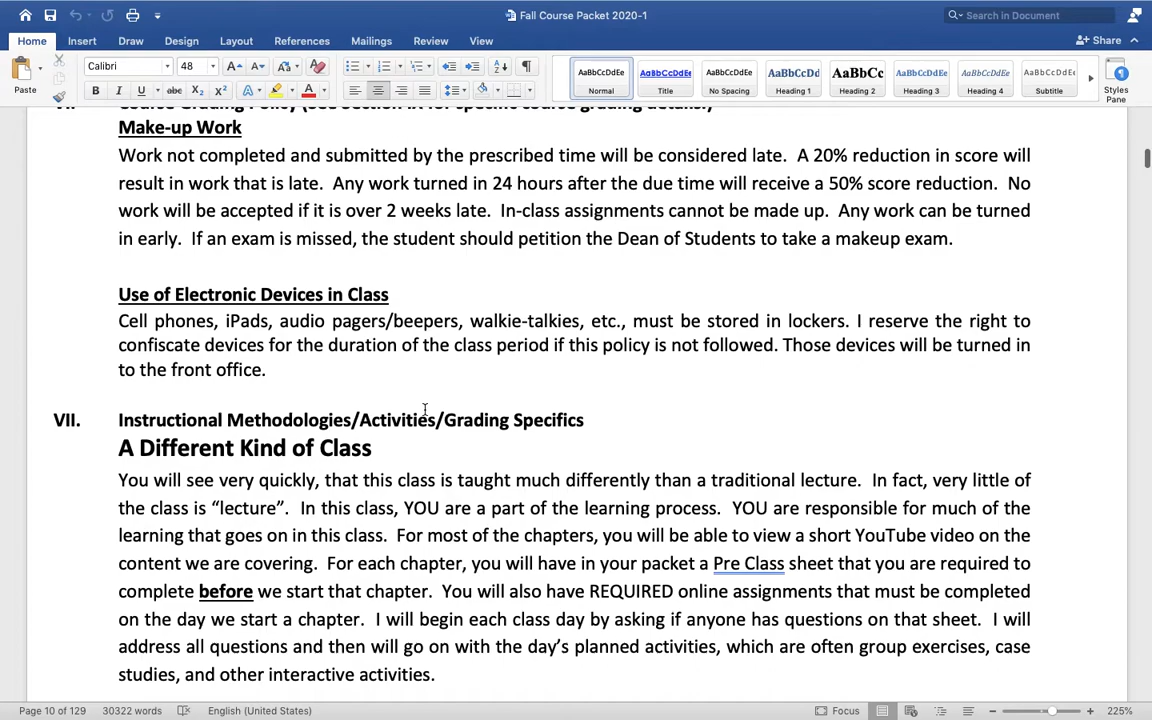 Fall Course Packet 2020-1
Search in Document
Home Insert Draw Design Layout References Mailings Review View
Share
Paste
Calibri 48
AaBbCcDdEe AaBbCcDdEe AaBbCcDdEe AaBbCcDd AaBbCc AaBbCcDdEe AaBbCcDdEe AaBbCcDdEe
Normal Title No Spacing Heading 1 Heading 2 Heading 3 Heading 4 Subtitle
Styles
Pane
Make-up Work
Work not completed and submitted by the prescribed time will be considered late. A 20% reduction in score will
result in work that is late. Any work turned in 24 hours after the due time will receive a 50% score reduction. No
work will be accepted if it is over 2 weeks late. In-class assignments cannot be made up. Any work can be turned
in early. If an exam is missed, the student should petition the Dean of Students to take a makeup exam.
Use of Electronic Devices in Class
Cell phones, iPads, audio pagers/beepers, walkie-talkies, etc., must be stored in lockers. I reserve the right to
confiscate devices for the duration of the class period if this policy is not followed. Those devices will be turned in
to the front office.
VII. Instructional Methodologies/Activities/Grading Specifics
A Different Kind of Class
You will see very quickly, that this class is taught much differently than a traditional lecture. In fact, very little of
the class is “lecture”. In this class, YOU are a part of the learning process. YOU are responsible for much of the
learning that goes on in this class. For most of the chapters, you will be able to view a short YouTube video on the
content we are covering. For each chapter, you will have in your packet a Pre Class sheet that you are required to
complete before we start that chapter. You will also have REQUIRED online assignments that must be completed
on the day we start a chapter. I will begin each class day by asking if anyone has questions on that sheet. I will
address all questions and then will go on with the day’s planned activities, which are often group exercises, case
studies, and other interactive activities.
Page 10 of 129 30322 words English (United States) Focus 225%